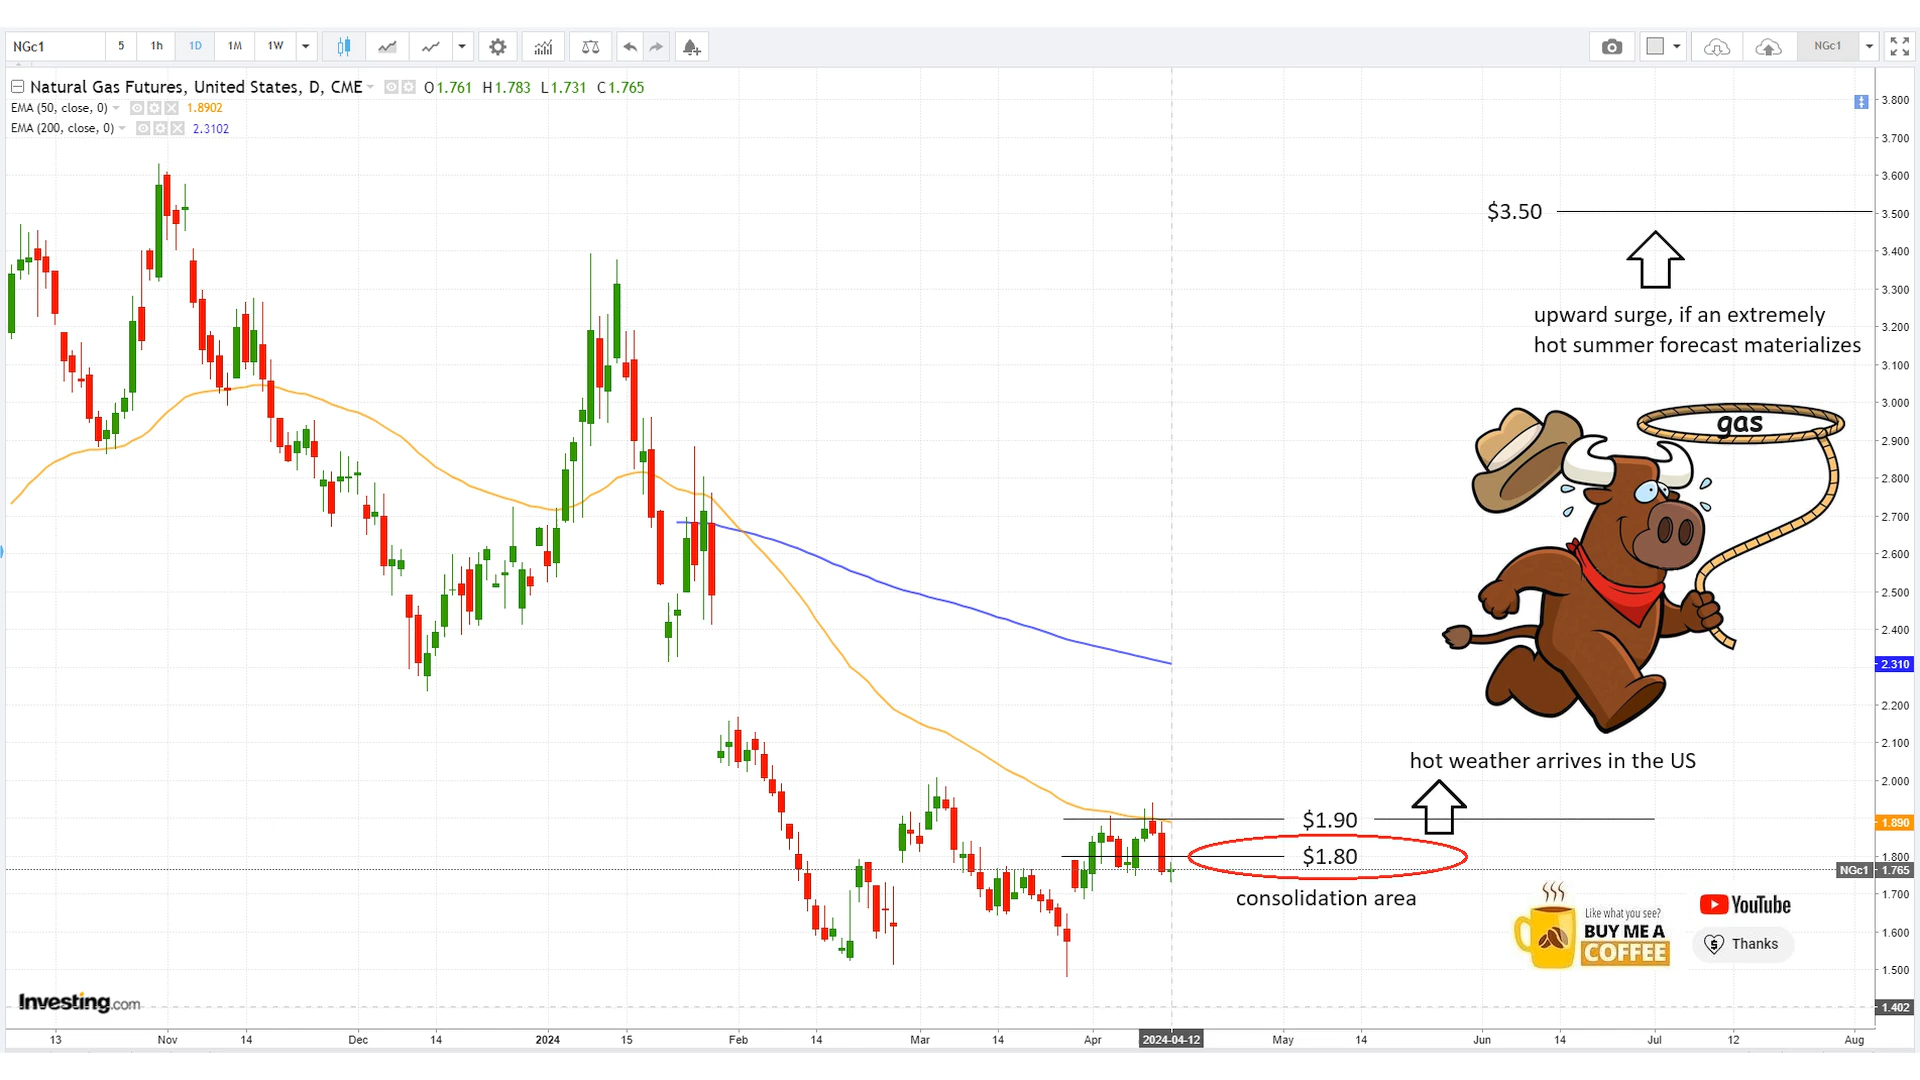 NGc1 5 1h 1D 1M 1W NGc1
Natural Gas Futures, United States, D, CME O1.761 H1.783 L1.731 C1.765
EMA (50, close, 0) 1.8902
EMA (200, close, 0) 2.3102
3.800
3.700
3.600
$3.50
3.500
3.400
3.300
upward surge, if an extremely
hot summer forecast materializes
3.200
3.100
3.000
gas
2.900
2.800
2.700
2.600
2.500
2.400
2.310
2.200
2.100
hot weather arrives in the US
2.000
$1.90
1.890
$1.80
1.800
NGc1 1.765
consolidation area
1.700
Like what you see?
BUY ME A
COFFEE
YouTube
Thanks
1.600
1.500
Investing.com
1.402
13 Nov 14 Dec 14 2024 15 Feb 14 Mar 14 Apr 2024-04-12 May 14 Jun 14 Jul 12 Aug